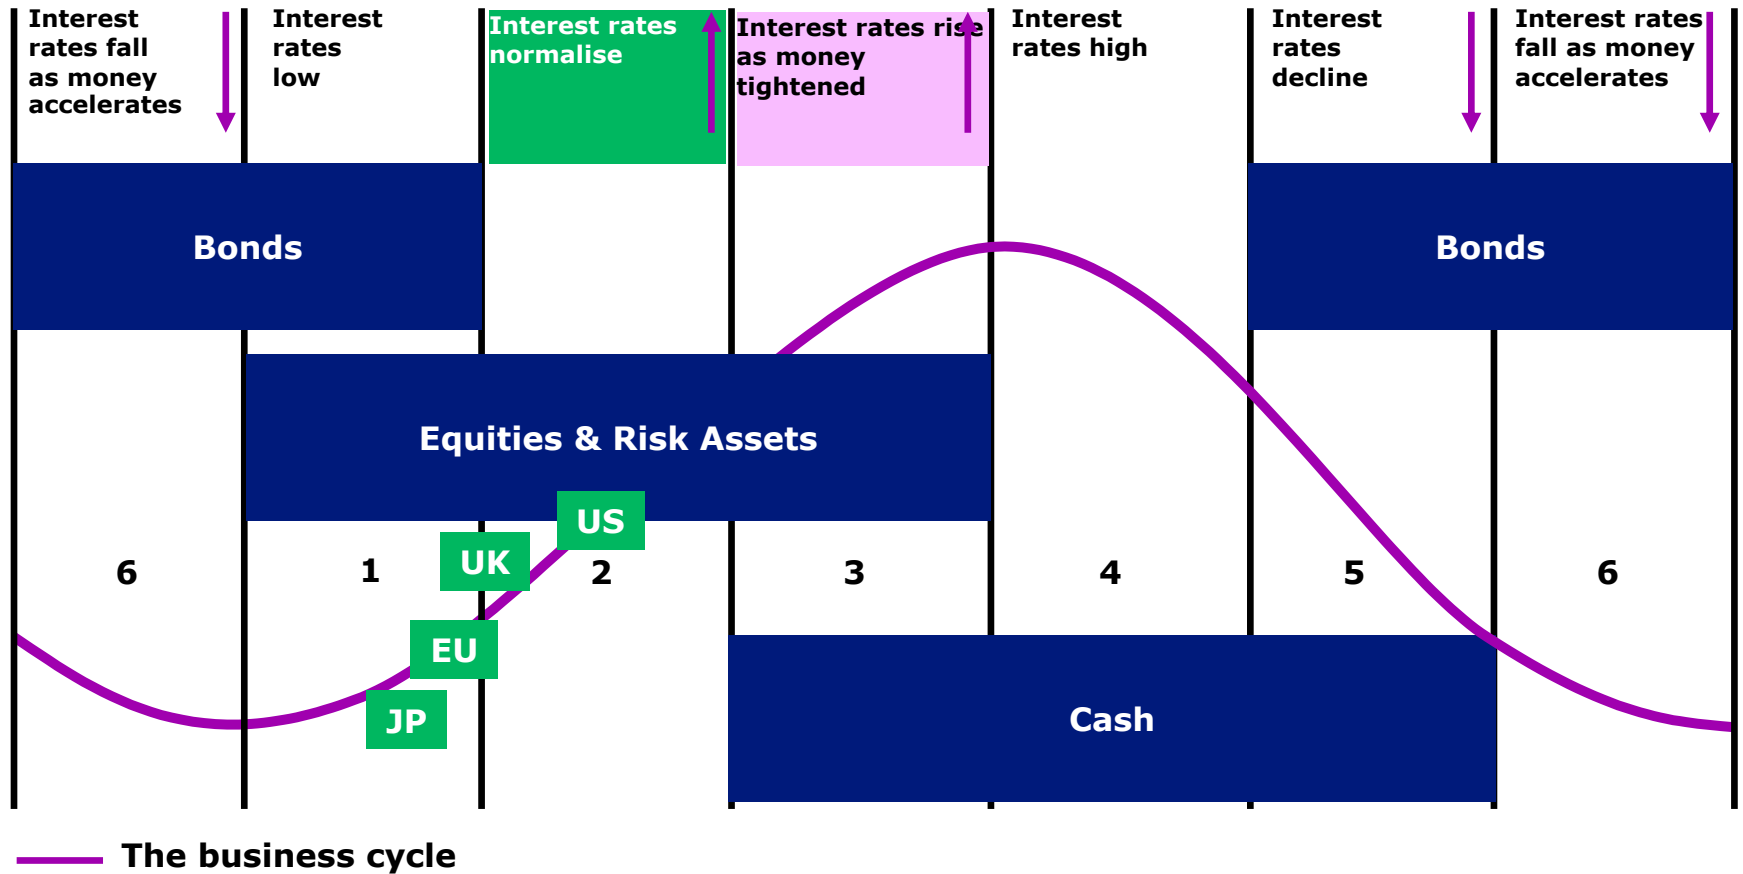 Interest
rates fall
as money
accelerates
Interest
rates
low
Interest rates
normalise
Interest rates rise
as money
tightened
Interest
rates high
Interest
rates
decline
Interest rates
fall as money
accelerates
Bonds
Bonds
Equities & Risk Assets
US
UK
6
1
2
3
4
5
6
EU
JP
Cash
The business cycle